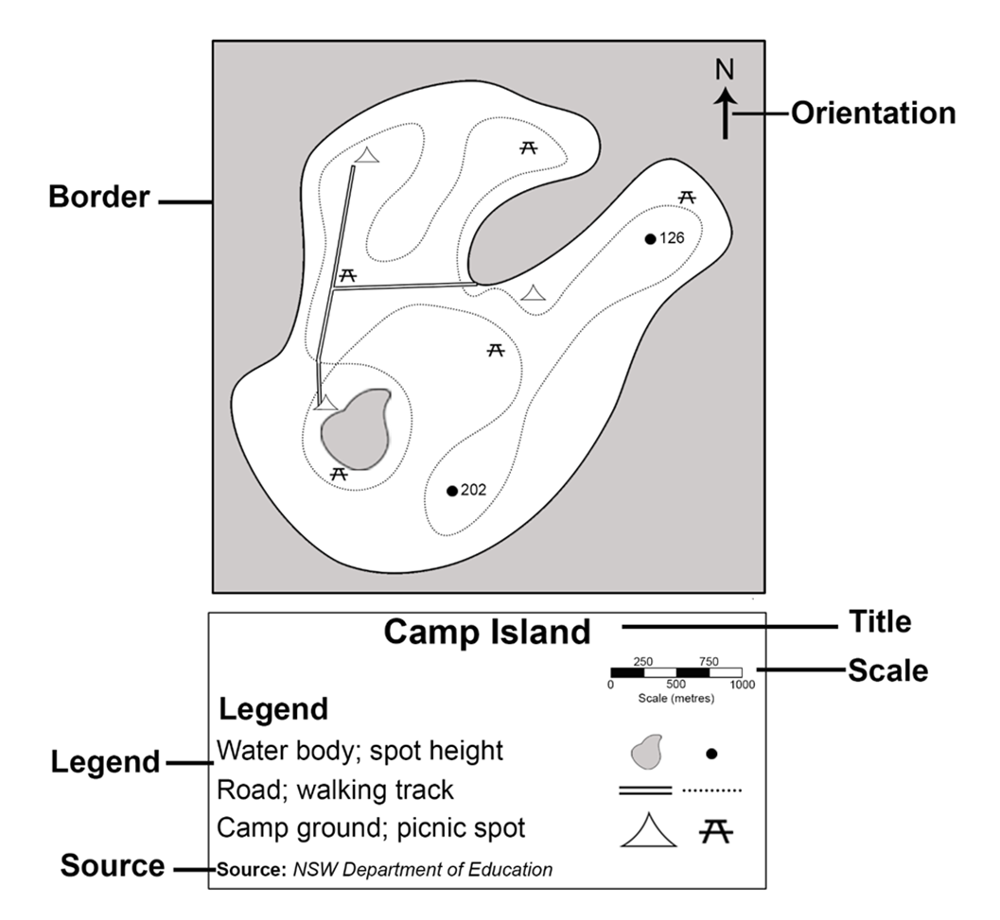 N
Orientation
Border
126
202
Camp Island
Title
250 750
0 500 1000
Scale (metres)
Scale
Legend
Water body; spot height
Legend
Road; walking track
Camp ground; picnic spot
Source
Source: NSW Department of Education